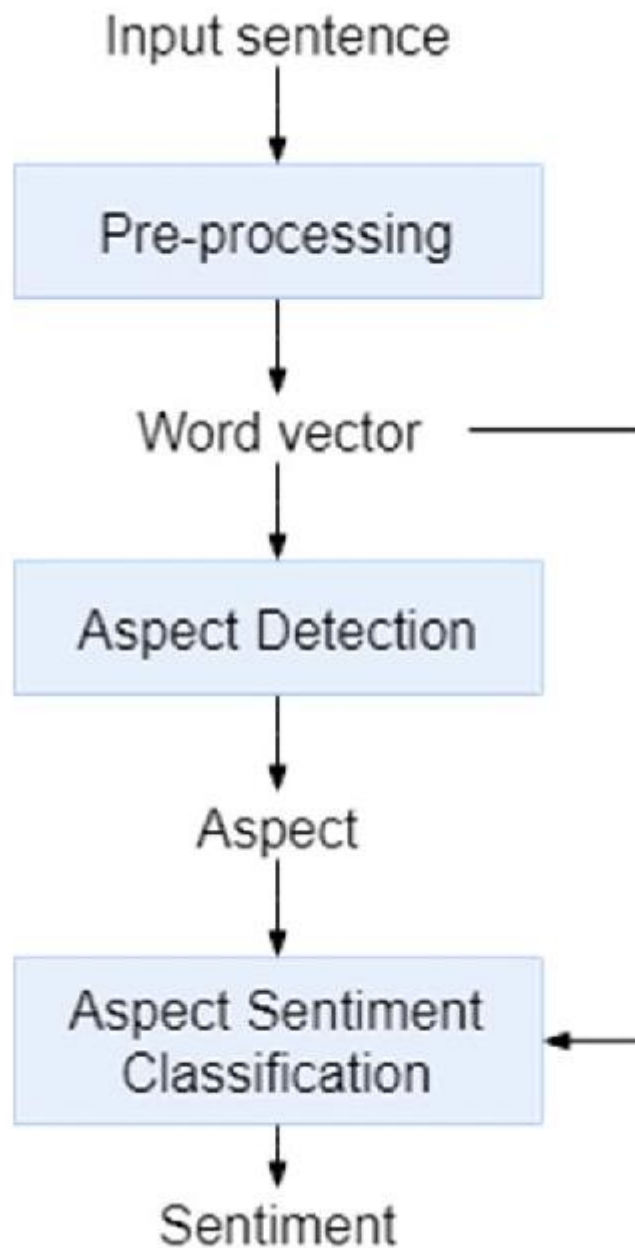 Input sentence
Pre-processing
Word vector
Aspect Detection
Aspect
Aspect Sentiment
Classification
Sentiment